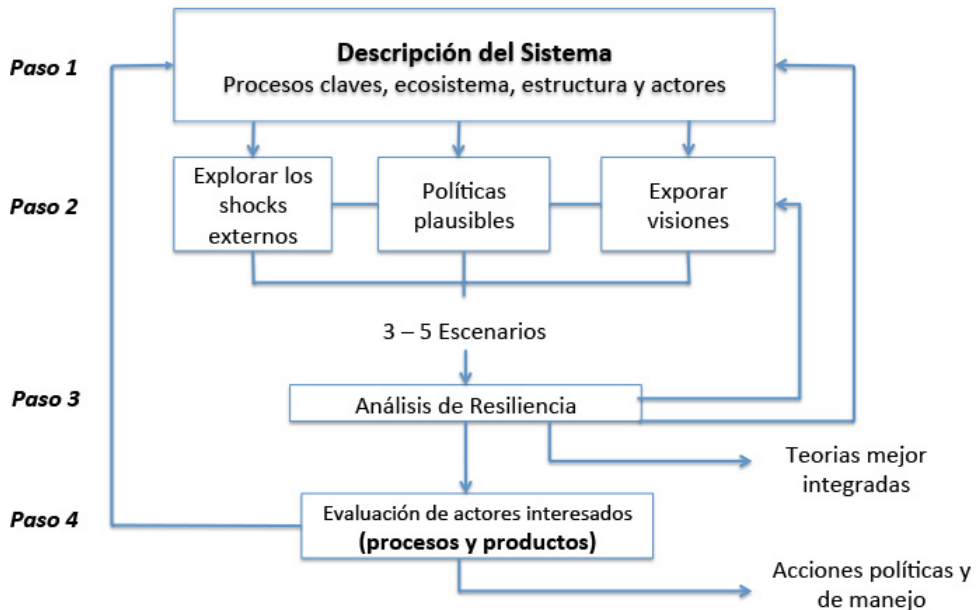 Paso 1
Descripción del Sistema
Procesos claves, ecosistema, estructura y actores
Paso 2
Explorar los
shocks
externos
Políticas
plausibles
Exporar
visiones
3 – 5 Escenarios
Paso 3
Análisis de Resiliencia
Teorias mejor
integradas
Paso 4
Evaluación de actores interesados
(procesos y productos)
Acciones políticas y
de manejo